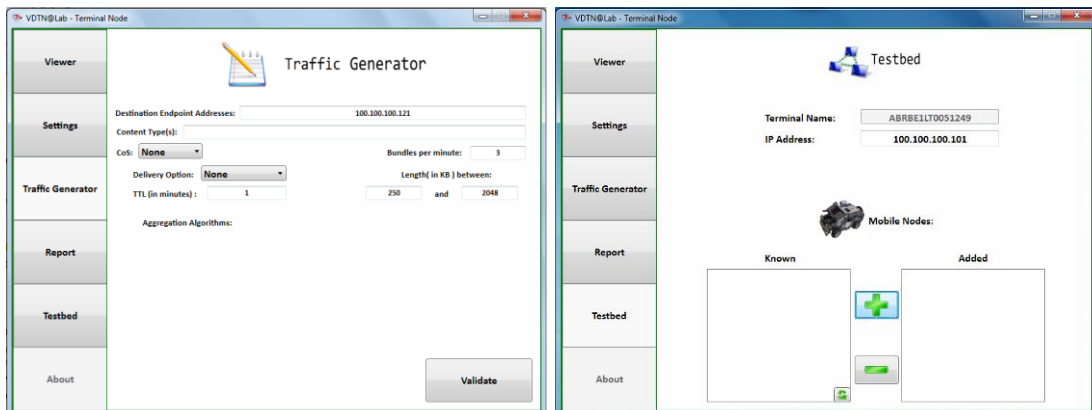 VDTN@Lab - Terminal Node
Viewer
Settings
Traffic Generator
Report
Testbed
About
Traffic Generator
Destination Endpoint Addresses: 100.100.100.121
Content Type(s):
CoS: None Bundles per minute: 3
Delivery Option: None Length( in KB ) between:
TTL (in minutes) : 1 250 and 2048
Aggregation Algorithms:
Validate
VDTN@Lab - Terminal Node
Viewer
Settings
Traffic Generator
Report
Testbed
About
Testbed
Terminal Name: ABRBE1LT0051249
IP Address: 100.100.100.101
Mobile Nodes:
Known Added